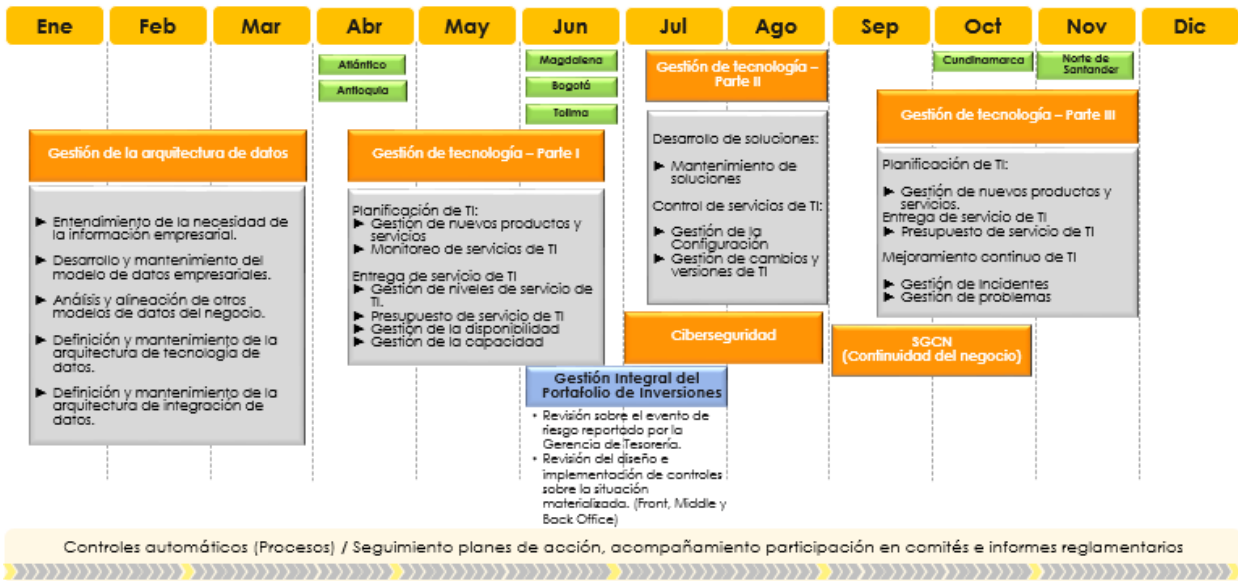 Ene Feb Mar Abr May Jun Jul Ago Sep Oct Nov Dic
Atlántico
Antioquia
Magdalena
Bogotá
Tolima
Cundinamarca
Norte de
Santander
Gestión de la arquitectura de datos
► Entendimiento de la necesidad de
la información empresarial.
► Desarrollo y mantenimiento del
modelo de datos empresariales.
► Análisis y alineación de otros
modelos de datos del negocio.
► Definición y mantenimiento de la
arquitectura de tecnología de
datos.
► Definición y mantenimiento de la
arquitectura de integración de
datos.
Gestión de tecnología – Parte I
Planificación de TI:
► Gestión de nuevos productos y
servicios
► Monitoreo de servicios de TI
Entrega de servicio de TI
► Gestión de niveles de servicio de
TI.
► Presupuesto de servicio de TI
► Gestión de la disponibilidad
► Gestión de la capacidad
Gestión Integral del
Portafolio de Inversiones
• Revisión sobre el evento de
riesgo reportado por la
Gerencia de Tesorería.
• Revisión del diseño e
implementación de controles
sobre la situación
materializada. (Front, Middle y
Back Office)
Gestión de tecnología –
Parte II
Desarrollo de soluciones:
► Mantenimiento de
soluciones
Control de servicios de TI:
► Gestión de la
Configuración
► Gestión de cambios y
versiones de TI
Ciberseguridad
Gestión de tecnología – Parte III
Planificación de TI:
► Gestión de nuevos productos y
servicios.
Entrega de servicio de TI
► Presupuesto de servicio de TI
Mejoramiento continuo de TI
► Gestión de Incidentes
► Gestión de problemas
SGCN
(Continuidad del negocio)
Controles automáticos (Procesos) / Seguimiento planes de acción, acompañamiento participación en comités e informes reglamentarios